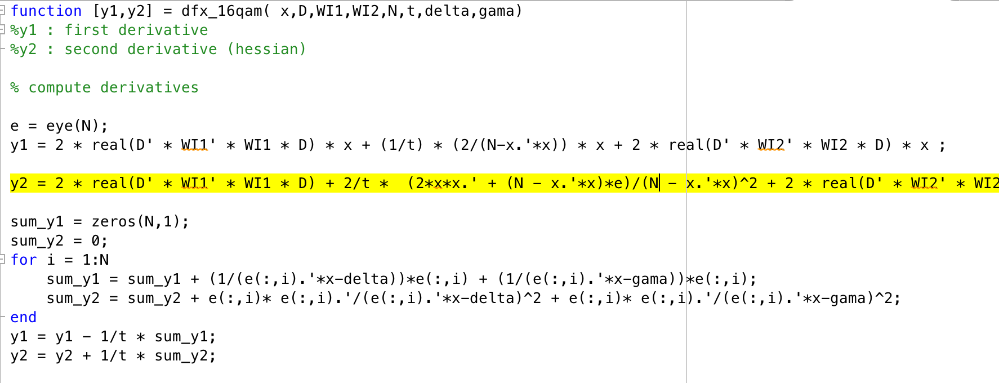 function [y1,y2] = dfx_16qam( x,D,WI1,WI2,N,t,delta,gama)
%y1 : first derivative
%y2 : second derivative (hessian)
% compute derivatives
e = eye(N);
y1 = 2 * real(D' * WI1' * WI1 * D) * x + (1/t) * (2/(N-x.'*x)) * x + 2 * real(D' * WI2' * WI2 * D) * x ;
y2 = 2 * real(D' * WI1' * WI1 * D) + 2/t *  (2*x*x.' + (N - x.'*x)*e)/(N - x.'*x)^2 + 2 * real(D' * WI2' * WI2
sum_y1 = zeros(N,1);
sum_y2 = 0;
for i = 1:N
    sum_y1 = sum_y1 + (1/(e(:,i).'*x-delta))*e(:,i) + (1/(e(:,i).'*x-gama))*e(:,i);
    sum_y2 = sum_y2 + e(:,i)* e(:,i).'/(e(:,i).'*x-delta)^2 + e(:,i)* e(:,i).'/(e(:,i).'*x-gama)^2;
end
y1 = y1 - 1/t * sum_y1;
y2 = y2 + 1/t * sum_y2;